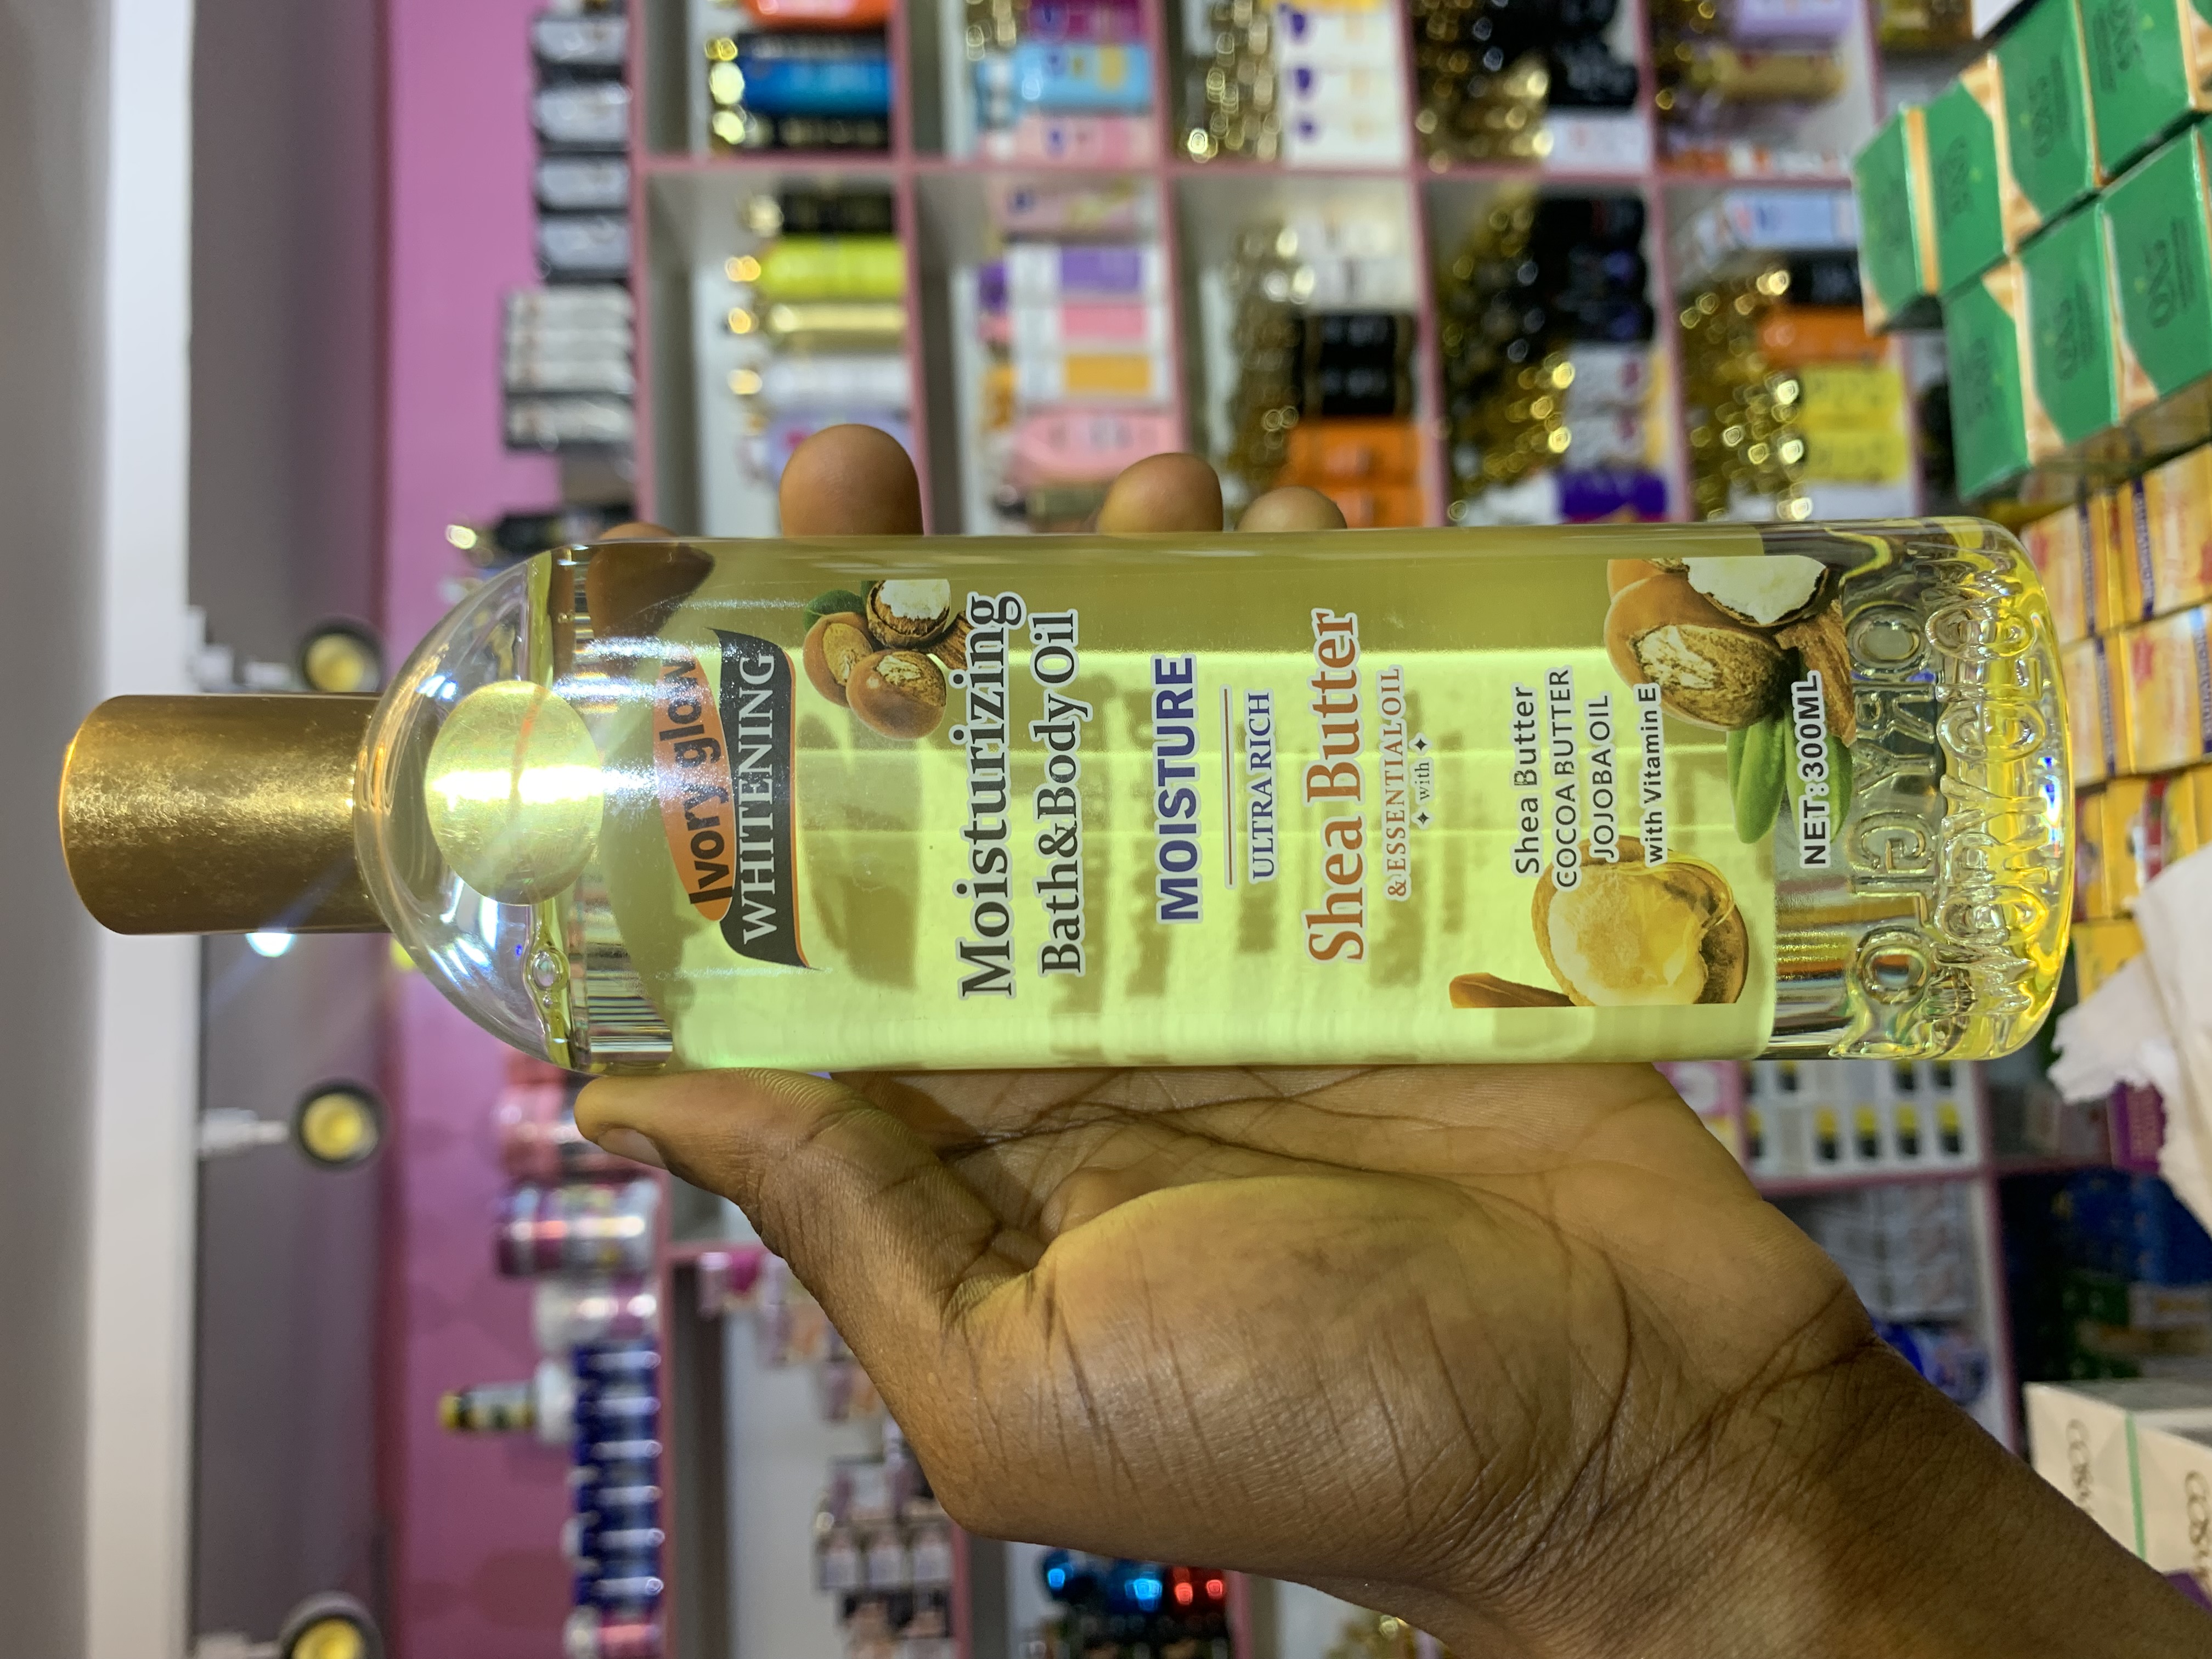 Ivory glow
WHITENING
Moisturizing
Bath&Body Oil
MOISTURE
ULTRA RICH
Shea Butter
& ESSENTIAL OIL
with
Shea Butter
COCOA BUTTER
JOJOBA OIL
with Vitamin E
NET:300ML